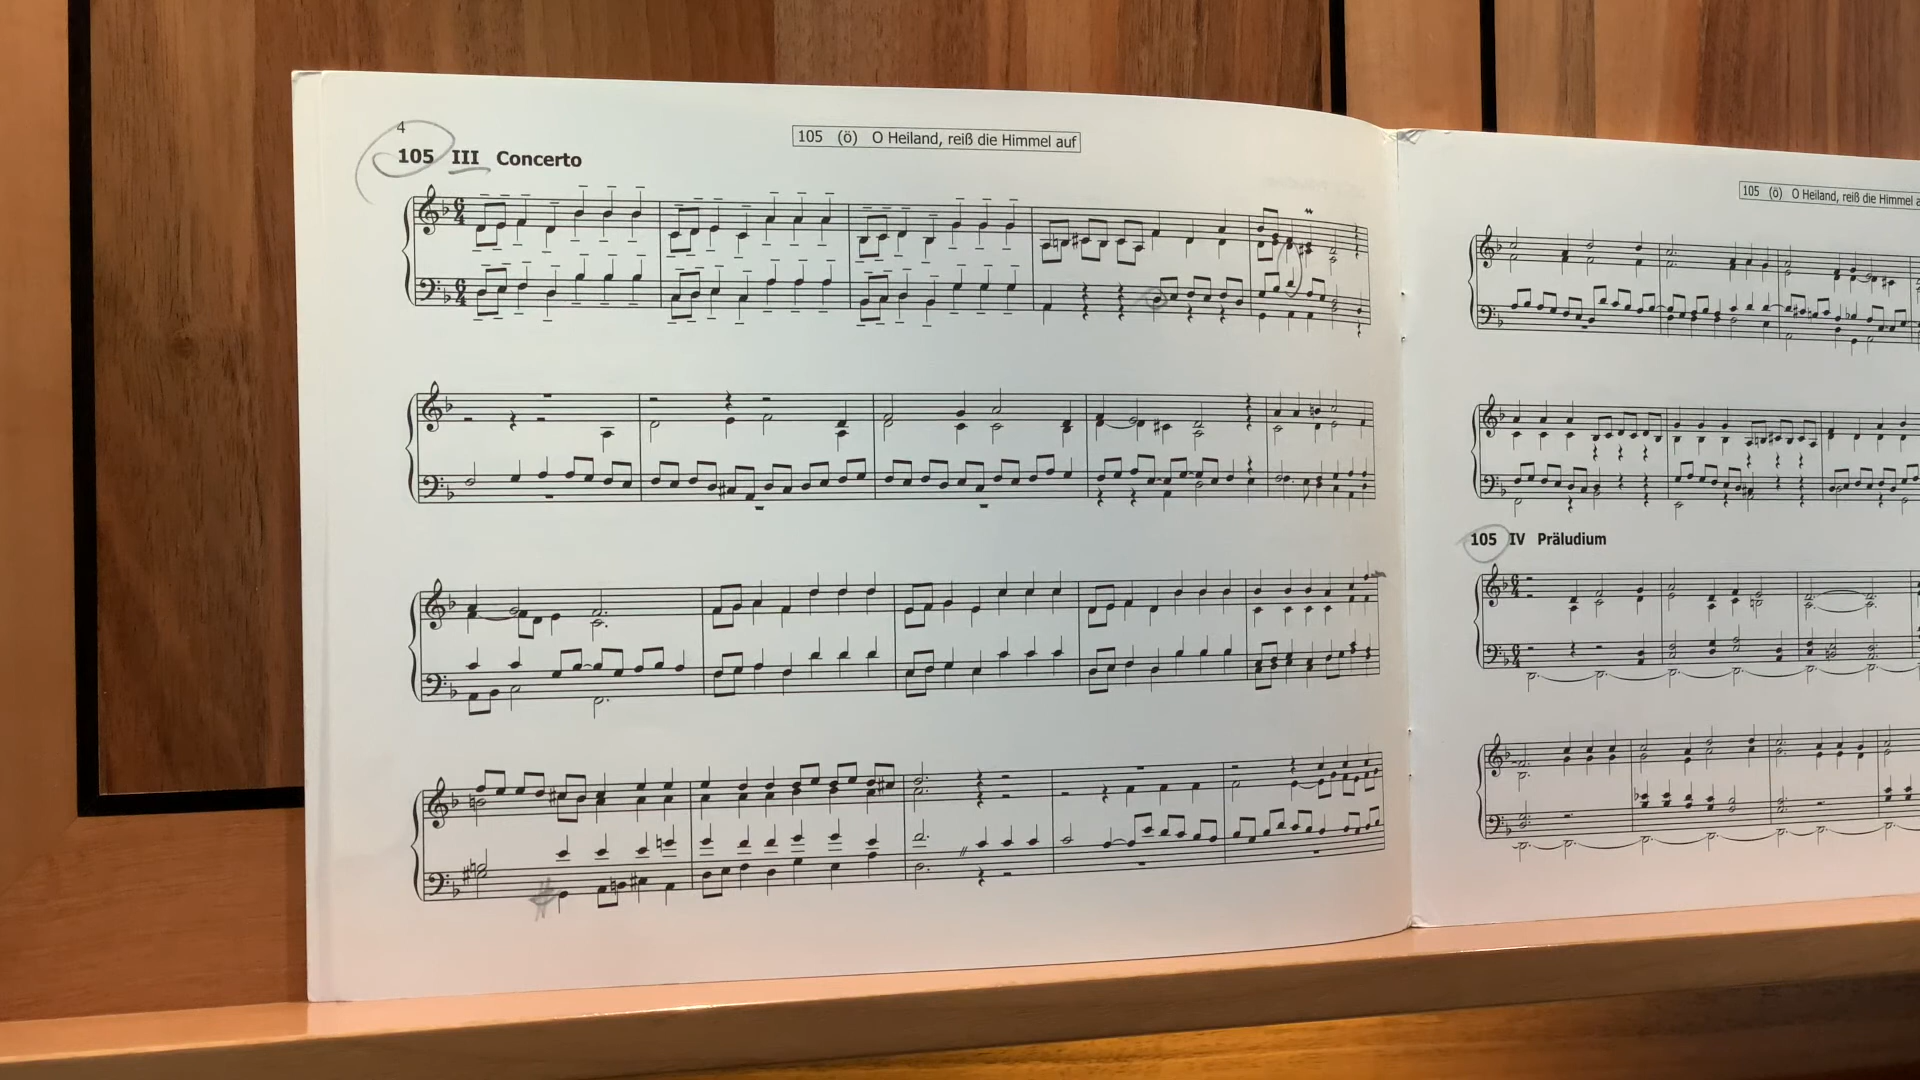 4
105 (ö) O Heiland, reiß die Himmel auf
105 III Concerto
105 (ö) O Heiland, reiß die Himmel
105 IV Präludium